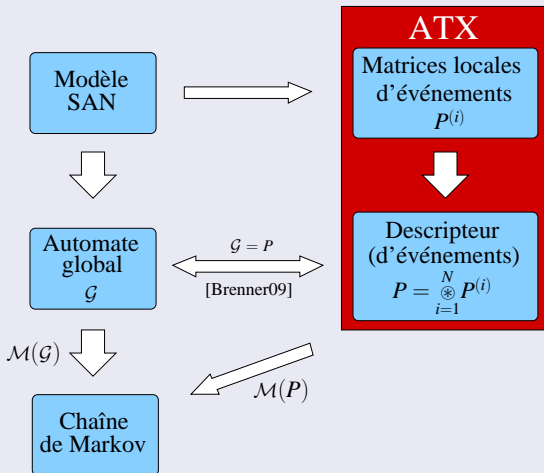 ATX
Modèle
SAN
Matrices locales
d'événements
P^(i)
Automate
global
𝒢
𝒢 = P
[Brenner09]
Descripteur
(d'événements)
P = ⊛_{i=1}^{N} P^(i)
ℳ(𝒢)
ℳ(P)
Chaîne
de Markov